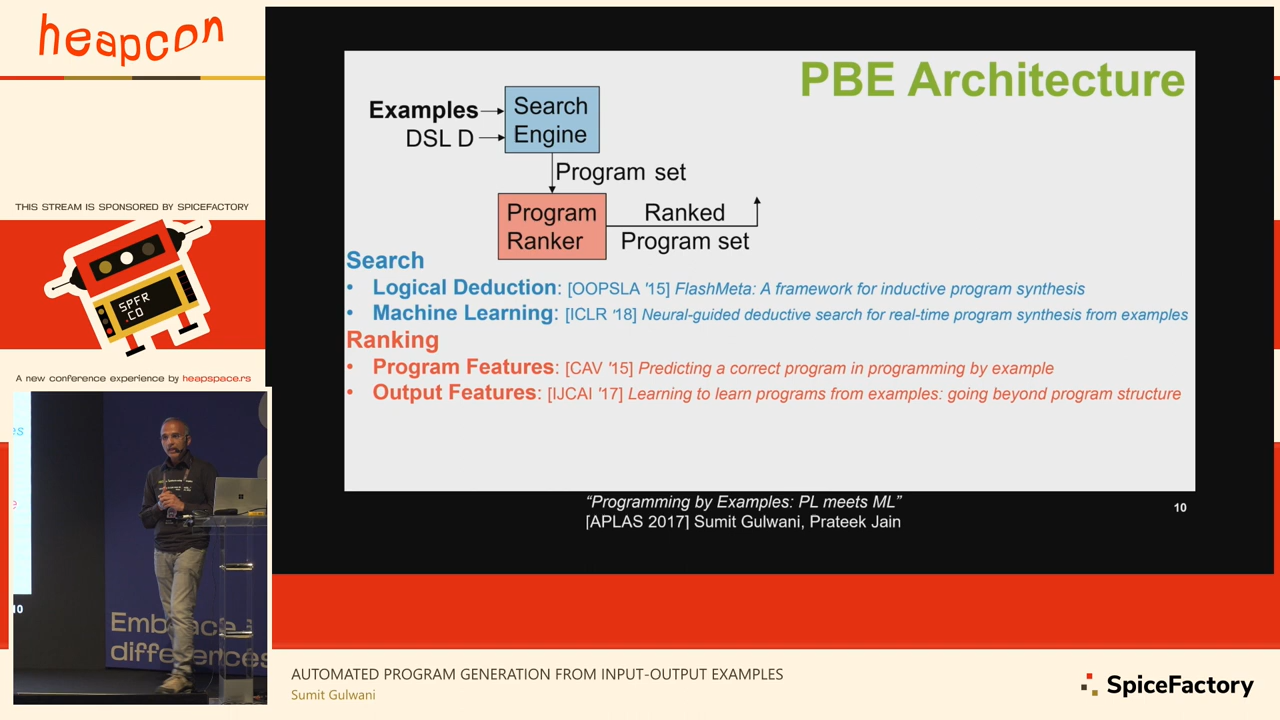 heapcon
THIS STREAM IS SPONSORED BY SPICEFACTORY
SPFR
.CO
A new conference experience by heapspace.rs
PBE Architecture
Examples
DSL D
Search
Engine
Program set
Program
Ranker
Ranked
Program set
Search
• Logical Deduction: [OOPSLA '15] FlashMeta: A framework for inductive program synthesis
• Machine Learning: [ICLR '18] Neural-guided deductive search for real-time program synthesis from examples
Ranking
• Program Features: [CAV '15] Predicting a correct program in programming by example
• Output Features: [IJCAI '17] Learning to learn programs from examples: going beyond program structure
“Programming by Examples: PL meets ML”
[APLAS 2017] Sumit Gulwani, Prateek Jain
10
es
e
10
Embrace
differences
AUTOMATED PROGRAM GENERATION FROM INPUT-OUTPUT EXAMPLES
Sumit Gulwani
SpiceFactory